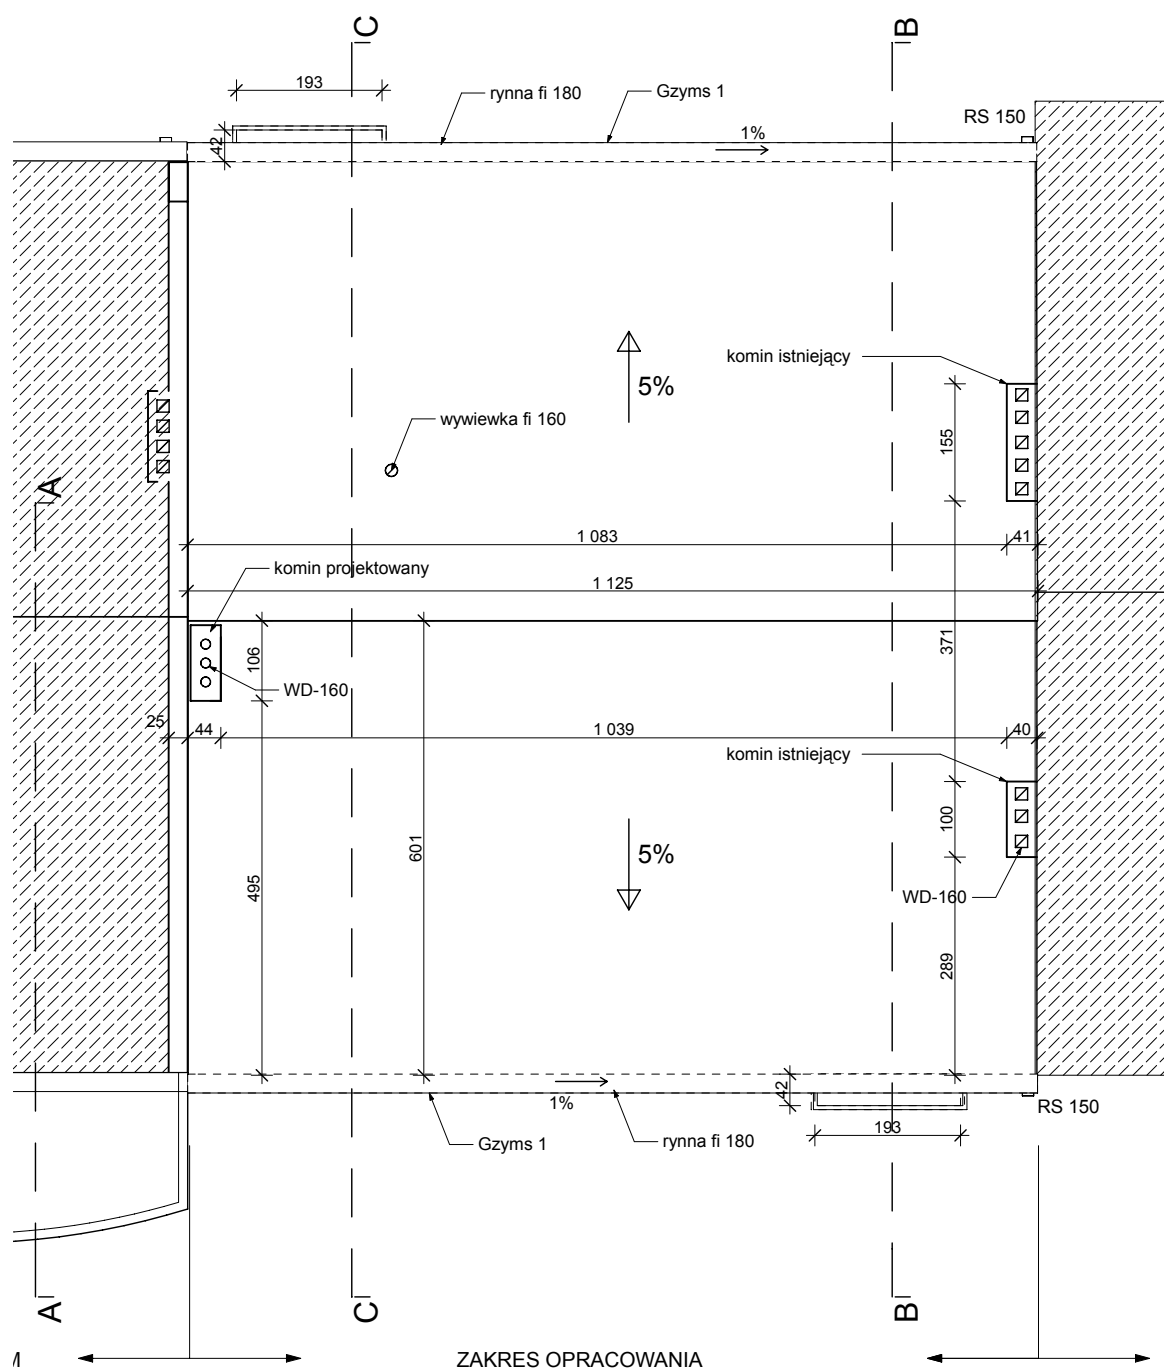 C
B
193
rynna fi 180
Gzyms 1
RS 150
42
1%
komin istniejący
5%
wywiewka fi 160
155
A
1 083
41
komin projektowany
1 125
106
371
WD-160
25
44
1 039
40
komin istniejący
601
100
5%
495
WD-160
289
42
1%
RS 150
193
Gzyms 1
rynna fi 180
A
C
B
ZAKRES OPRACOWANIA